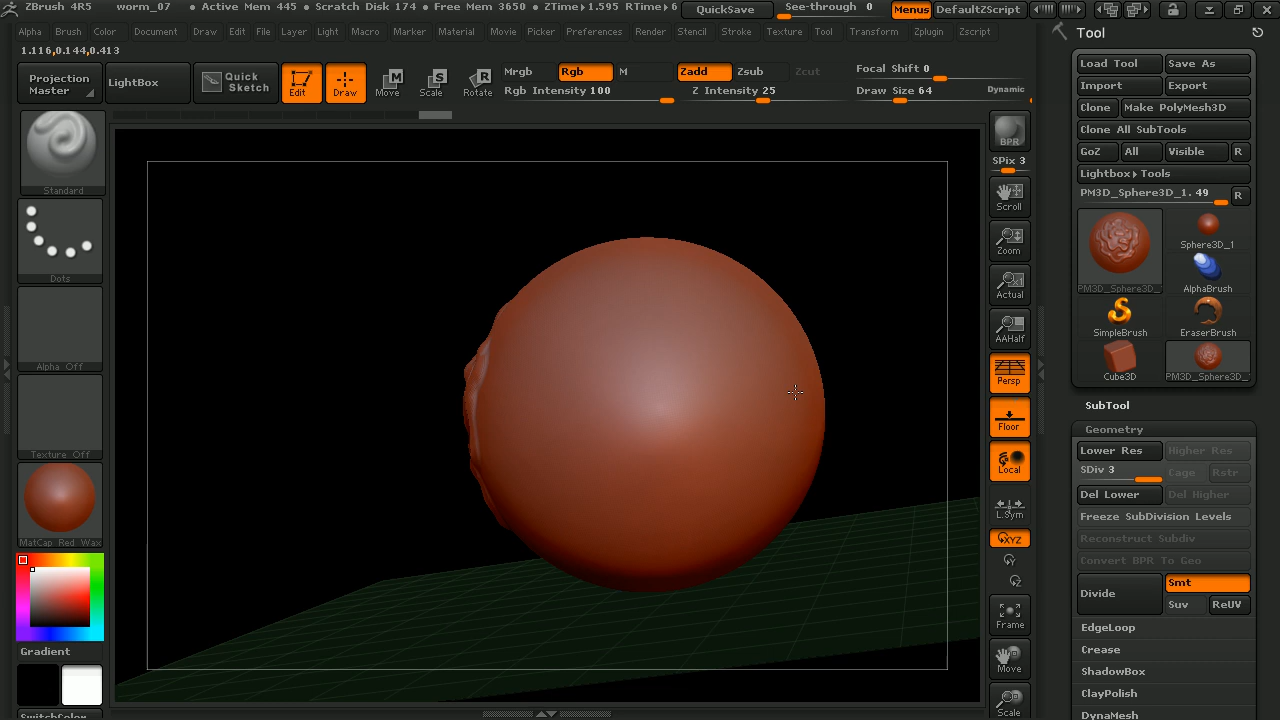 ZBrush 4R5 worm_07 • Active Mem 445 • Scratch Disk 174 • Free Mem 3650 • ZTime▸1.595 RTime▸6 QuickSave See-through 0 Menus DefaultZScript
Alpha Brush Color Document Draw Edit File Layer Light Macro Marker Material Movie Picker Preferences Render Stencil Stroke Texture Tool Transform Zplugin Zscript
1.116,0.144,0.413
Projection Master
LightBox
Quick Sketch
Edit
Draw
Move
Scale
Rotate
Mrgb Rgb M Zadd Zsub Zcut
Rgb Intensity 100 Z Intensity 25
Focal Shift 0
Draw Size 64 Dynamic
Standard
Dots
Alpha Off
Texture Off
MatCap Red Wax
Gradient
SwitchColor
BPR
SPix 3
Scroll
Zoom
Actual
AAHalf
Persp
Floor
Local
L.Sym
XYZ
Y
Z
Frame
Move
Scale
Tool
Load Tool Save As
Import Export
Clone Make PolyMesh3D
Clone All SubTools
GoZ All Visible R
Lightbox▸Tools
PM3D_Sphere3D_1. 49 R
PM3D_Sphere3D_
Sphere3D_1
AlphaBrush
SimpleBrush
EraserBrush
Cube3D
PM3D_Sphere3D_
SubTool
Geometry
Lower Res Higher Res
SDiv 3 Cage Rstr
Del Lower Del Higher
Freeze SubDivision Levels
Reconstruct Subdiv
Convert BPR To Geo
Divide Smt
Suv ReUV
EdgeLoop
Crease
ShadowBox
ClayPolish
DynaMesh